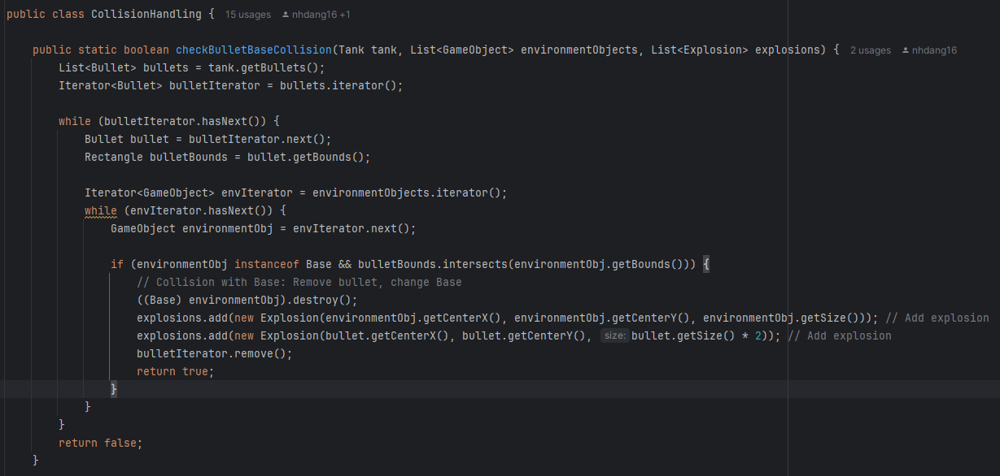 public class CollisionHandling { 15 usages nhdang16 +1
public static boolean checkBulletBaseCollision(Tank tank, List<GameObject> environmentObjects, List<Explosion> explosions) { 2 usages nhdang16
List<Bullet> bullets = tank.getBullets();
Iterator<Bullet> bulletIterator = bullets.iterator();
while (bulletIterator.hasNext()) {
Bullet bullet = bulletIterator.next();
Rectangle bulletBounds = bullet.getBounds();
Iterator<GameObject> envIterator = environmentObjects.iterator();
while (envIterator.hasNext()) {
GameObject environmentObj = envIterator.next();
if (environmentObj instanceof Base && bulletBounds.intersects(environmentObj.getBounds())) {
// Collision with Base: Remove bullet, change Base
((Base) environmentObj).destroy();
explosions.add(new Explosion(environmentObj.getCenterX(), environmentObj.getCenterY(), environmentObj.getSize())); // Add explosion
explosions.add(new Explosion(bullet.getCenterX(), bullet.getCenterY(), size: bullet.getSize() * 2)); // Add explosion
bulletIterator.remove();
return true;
}
}
}
return false;
}